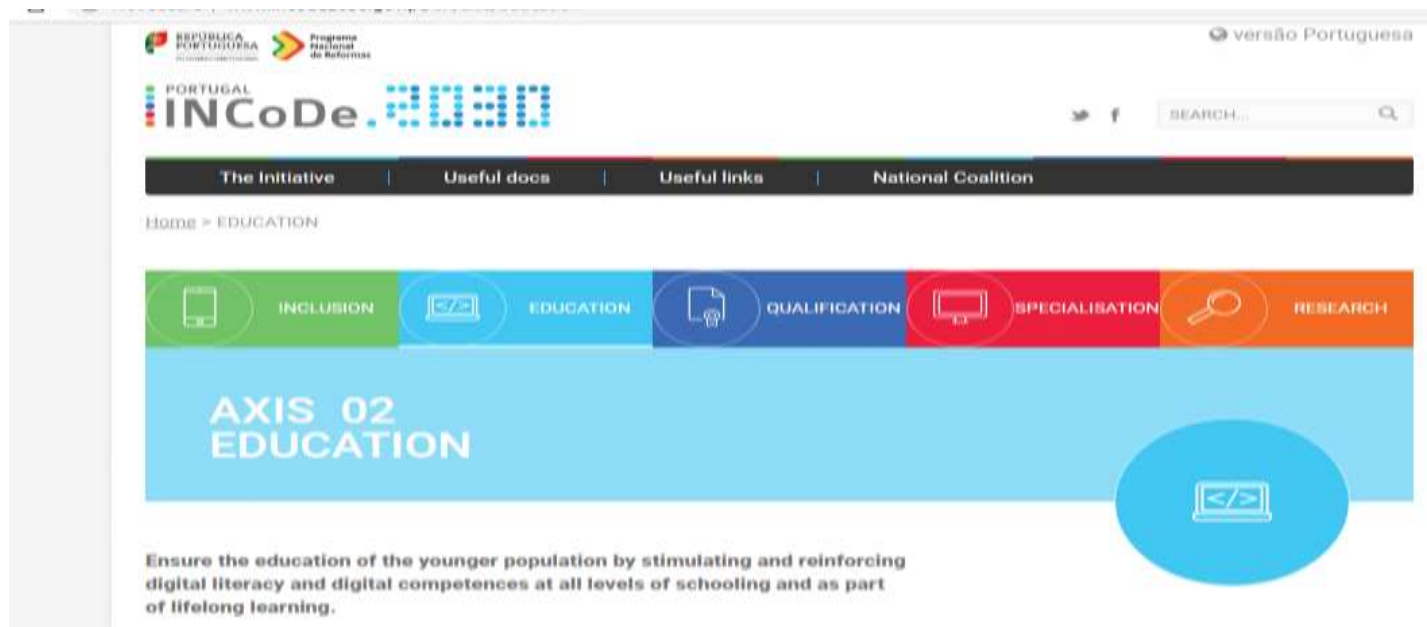 REPÚBLICA
PORTUGUESA
Programa
Nacional
de Reformas
versão Portuguesa
PORTUGAL
INCoDe.2030
SEARCH...
The Initiative | Useful docs | Useful links | National Coalition
Home > EDUCATION
INCLUSION EDUCATION QUALIFICATION SPECIALISATION RESEARCH
AXIS 02
EDUCATION
Ensure the education of the younger population by stimulating and reinforcing
digital literacy and digital competences at all levels of schooling and as part
of lifelong learning.